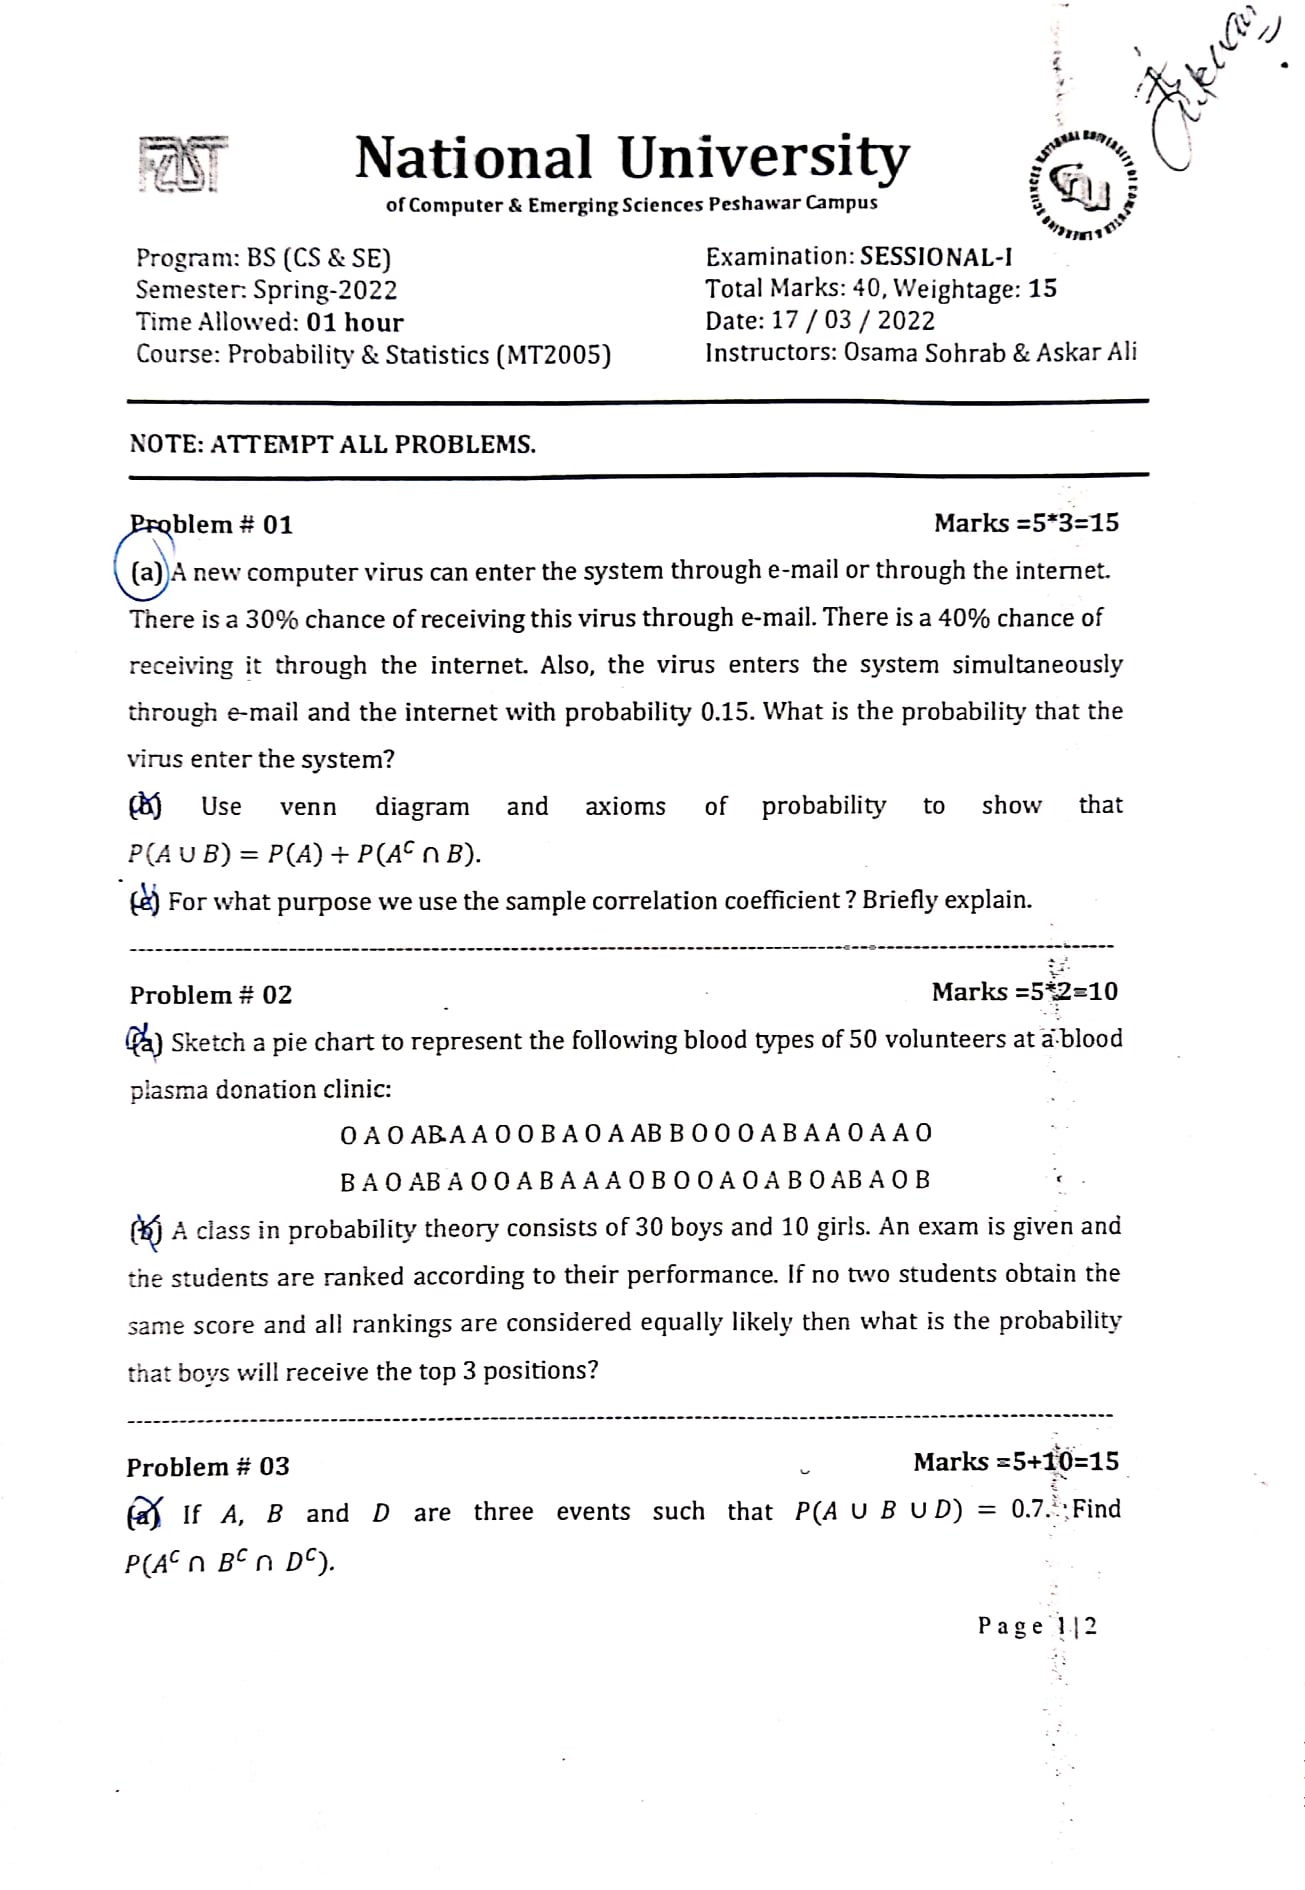 FAST
National University
of Computer & Emerging Sciences Peshawar Campus
Program: BS (CS & SE)
Examination: SESSIONAL-I
Semester: Spring-2022
Total Marks: 40, Weightage: 15
Time Allowed: 01 hour
Date: 17 / 03 / 2022
Course: Probability & Statistics (MT2005)
Instructors: Osama Sohrab & Askar Ali
NOTE: ATTEMPT ALL PROBLEMS.
Problem # 01 Marks =5*3=15
(a) A new computer virus can enter the system through e-mail or through the internet.
There is a 30% chance of receiving this virus through e-mail. There is a 40% chance of
receiving it through the internet. Also, the virus enters the system simultaneously
through e-mail and the internet with probability 0.15. What is the probability that the
virus enter the system?
(b) Use venn diagram and axioms of probability to show that
P(A ∪ B) = P(A) + P(Aᶜ ∩ B).
(c) For what purpose we use the sample correlation coefficient? Briefly explain.
Problem # 02 Marks =5*2=10
(a) Sketch a pie chart to represent the following blood types of 50 volunteers at a blood
plasma donation clinic:
O A O AB A A O O B A O A AB B O O O A B A A O A A O
B A O AB A O O A B A A A O B O O A O A B O AB A O B
(b) A class in probability theory consists of 30 boys and 10 girls. An exam is given and
the students are ranked according to their performance. If no two students obtain the
same score and all rankings are considered equally likely then what is the probability
that boys will receive the top 3 positions?
Problem # 03 Marks =5+10=15
(a) If A, B and D are three events such that P(A ∪ B ∪ D) = 0.7. Find
P(Aᶜ ∩ Bᶜ ∩ Dᶜ).
Page 1|2